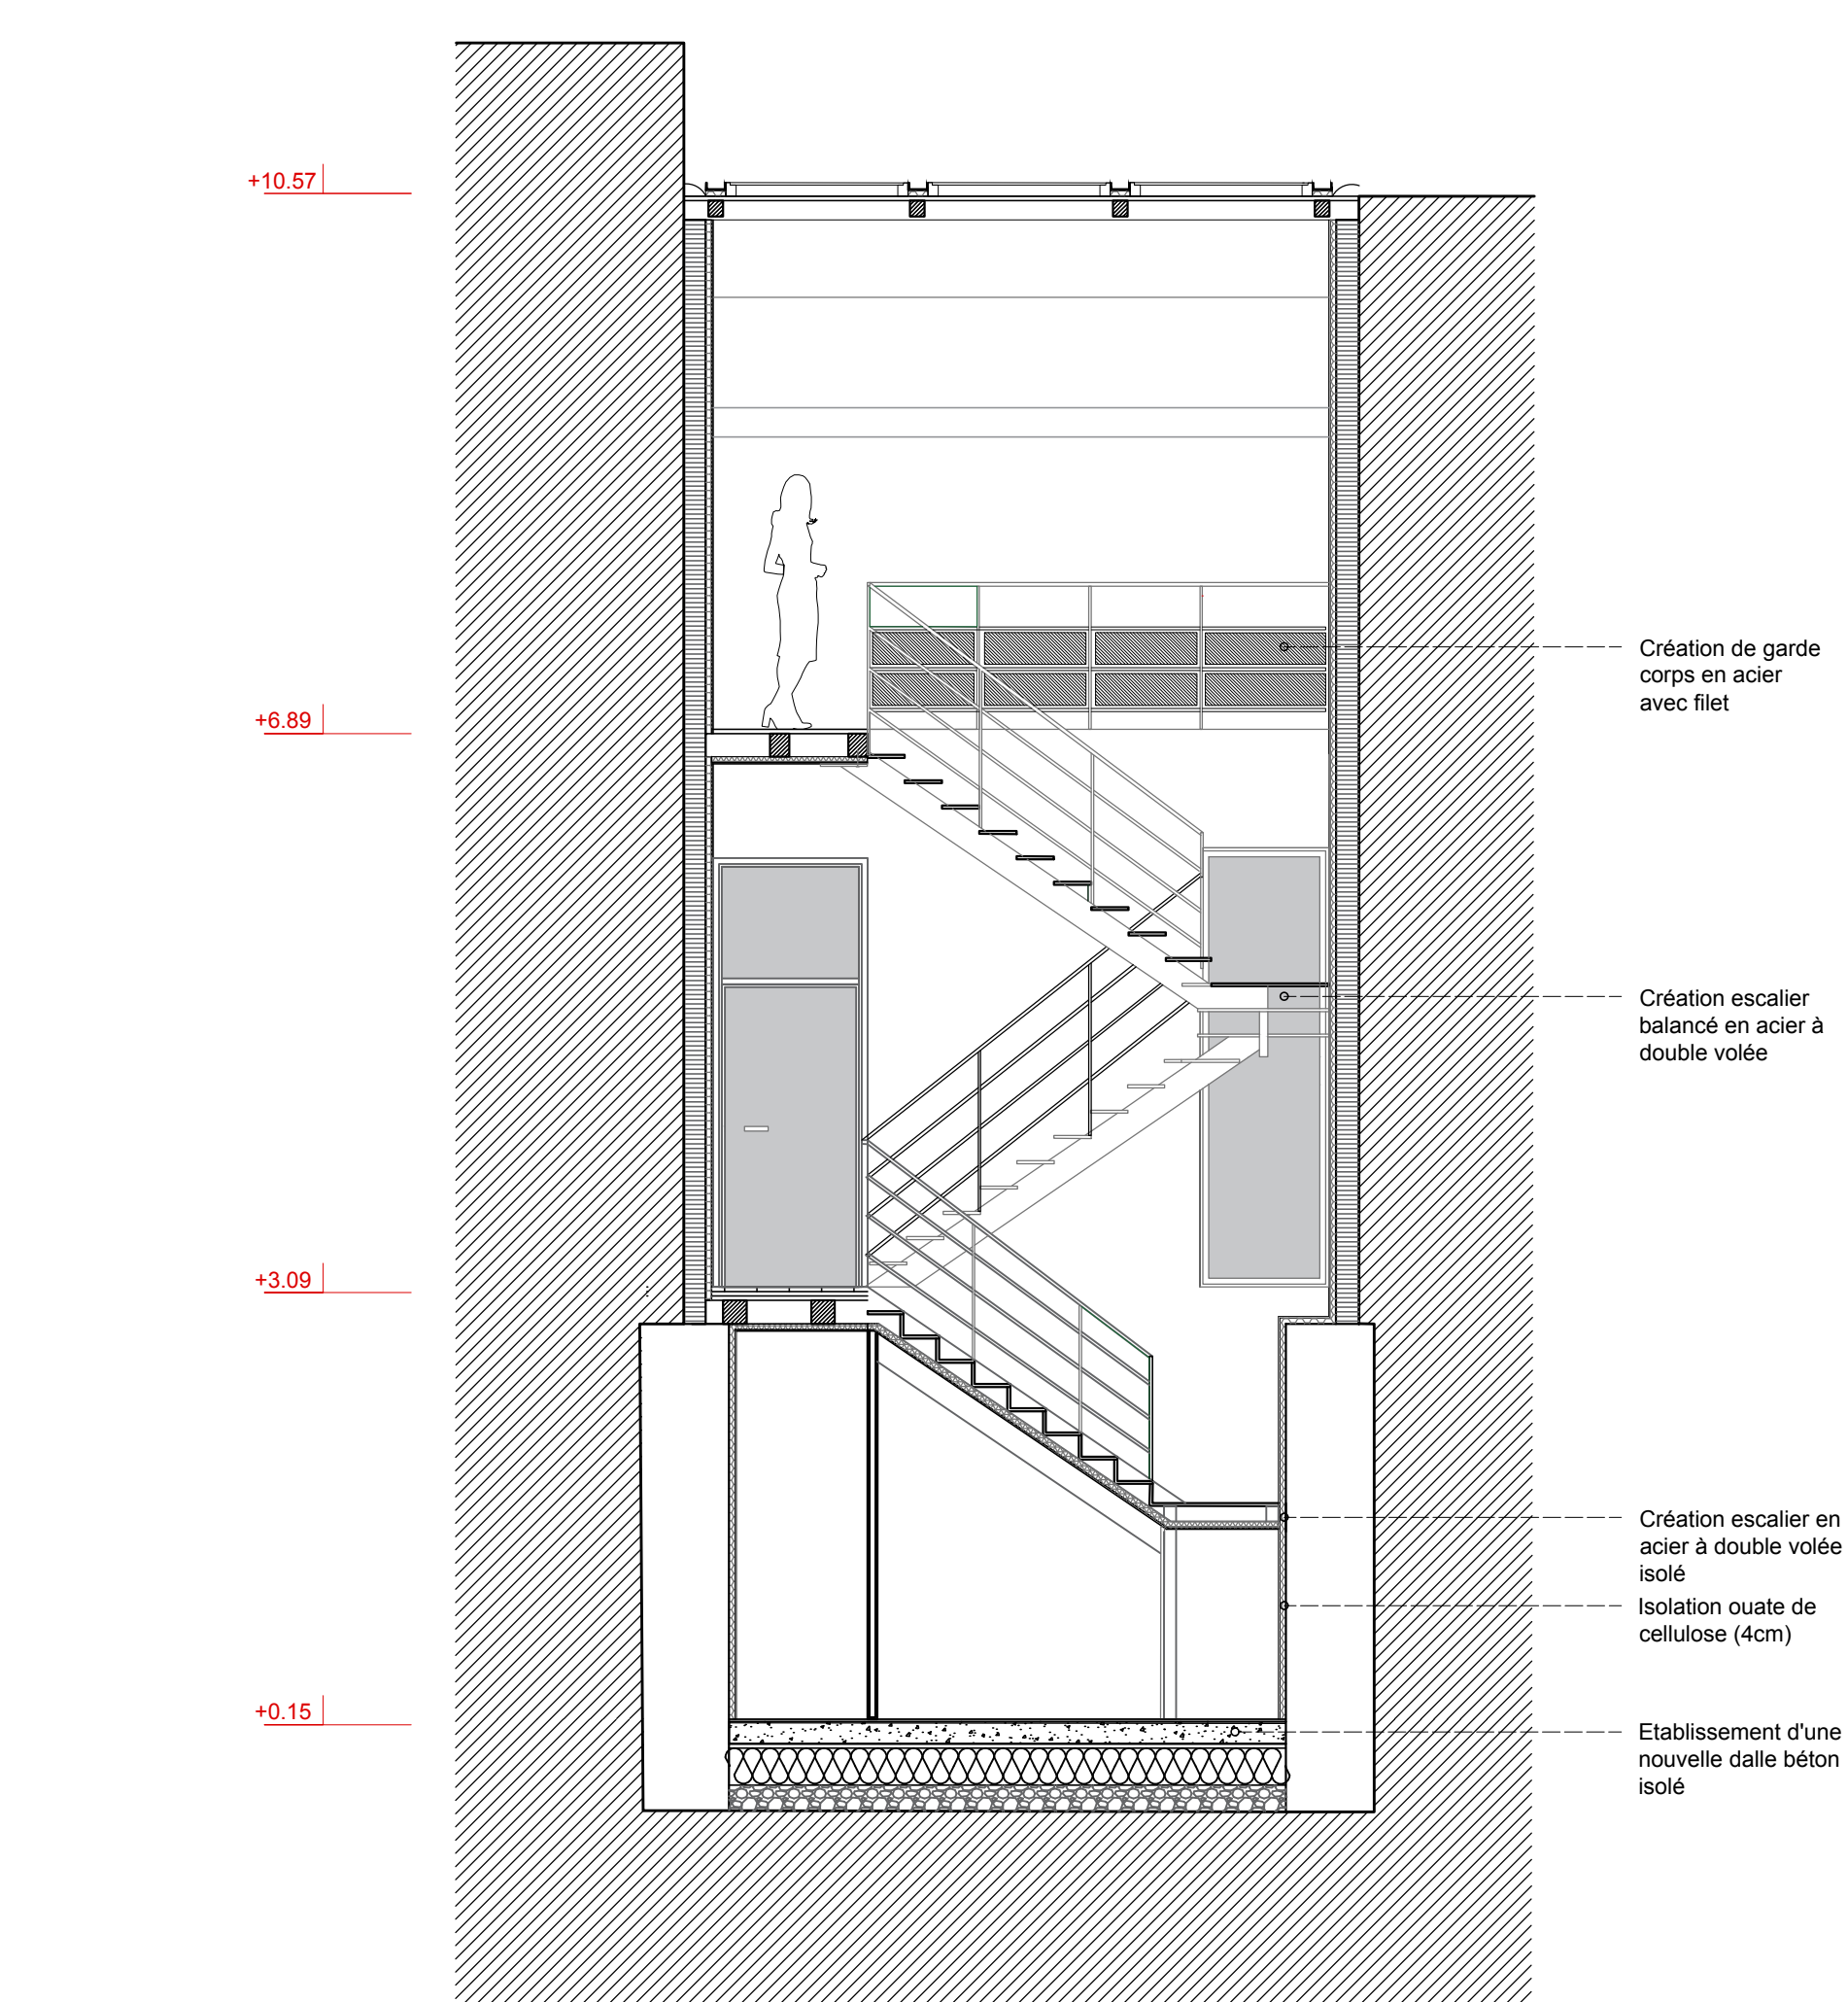 +10.57
+6.89
+3.09
+0.15
Création de garde
corps en acier
avec filet
Création escalier
balancé en acier à
double volée
Création escalier en
acier à double volée
isolé
Isolation ouate de
cellulose (4cm)
Etablissement d'une
nouvelle dalle béton
isolé